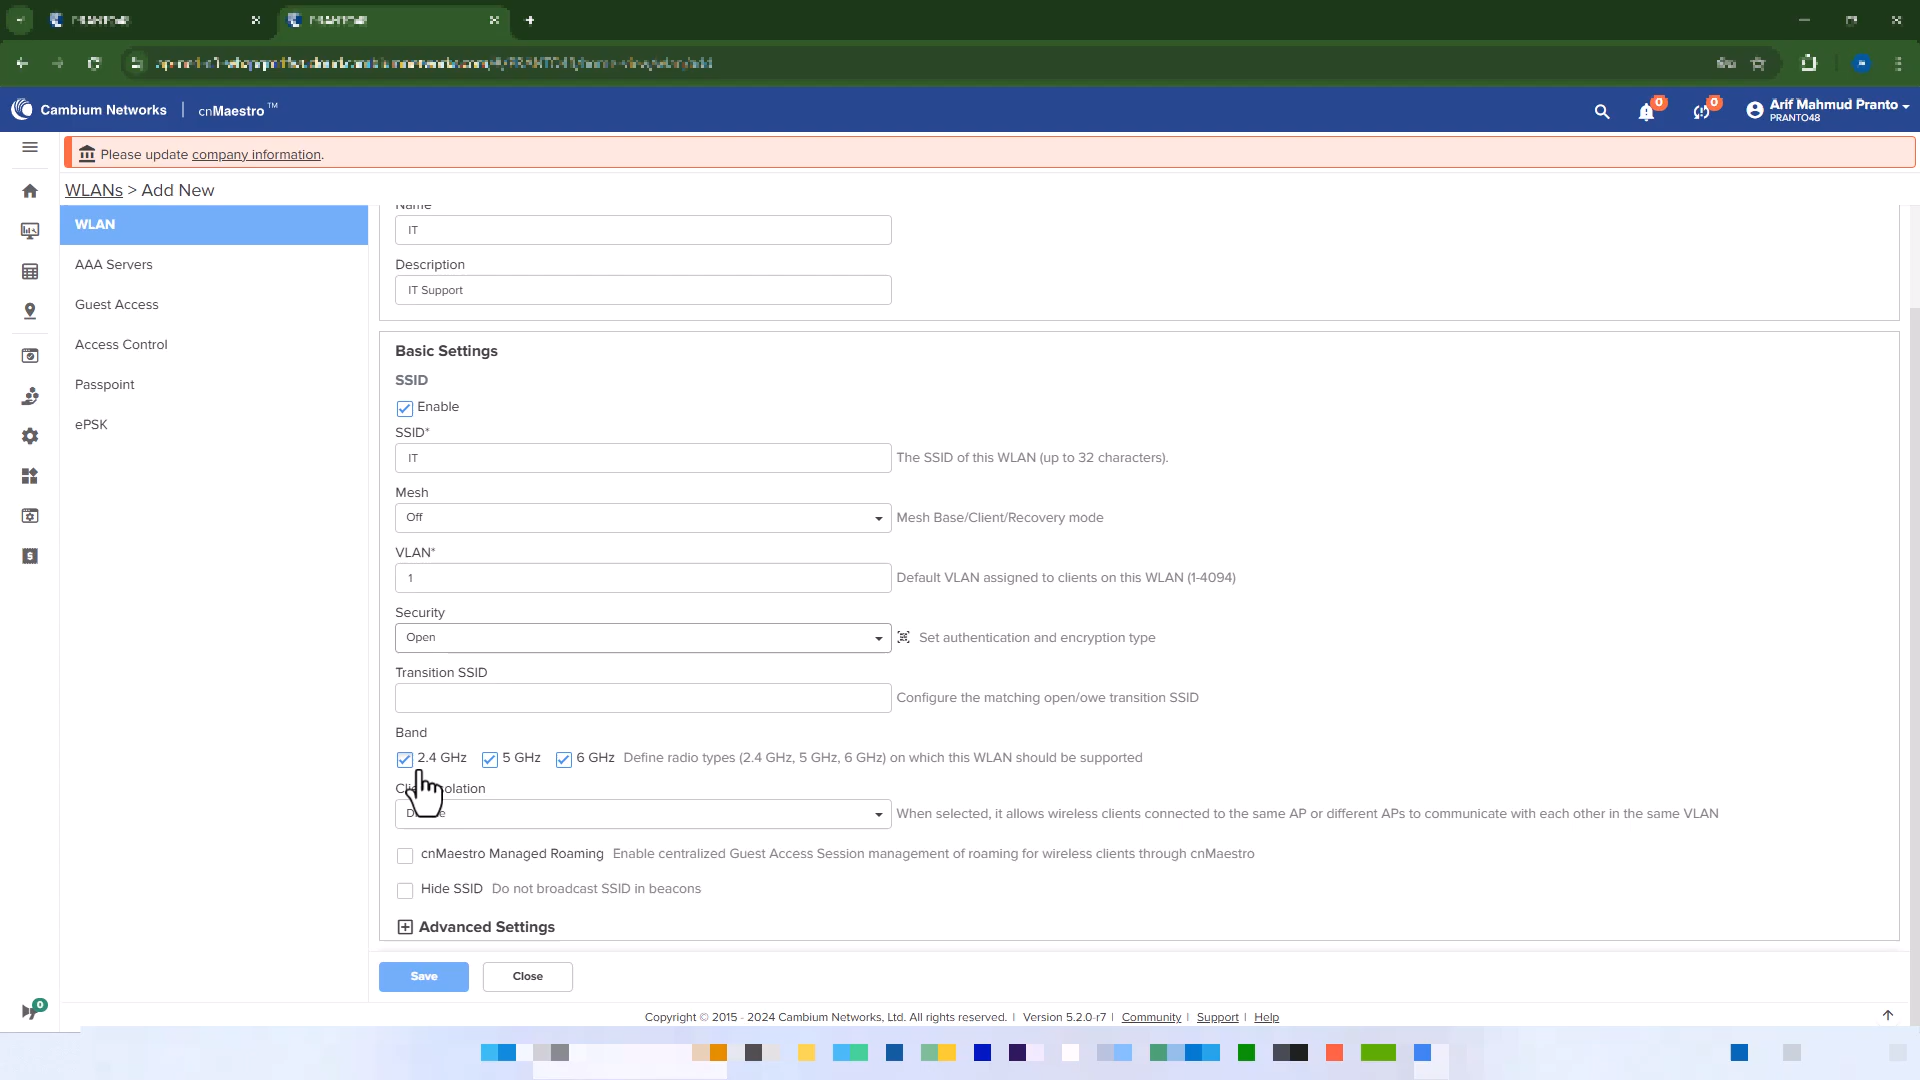 Cambium Networks | cnMaestro™
0
0
Arif Mahmud Pranto
PRANTO48
Please update company information.
WLANs > Add New
WLAN
AAA Servers
Guest Access
Access Control
Passpoint
ePSK
Name
IT
Description
IT Support
Basic Settings
SSID
Enable
SSID*
IT
The SSID of this WLAN (up to 32 characters).
Mesh
Off
Mesh Base/Client/Recovery mode
VLAN*
1
Default VLAN assigned to clients on this WLAN (1-4094)
Security
Open
Set authentication and encryption type
Transition SSID
Configure the matching open/owe transition SSID
Band
2.4 GHz 5 GHz 6 GHz Define radio types (2.4 GHz, 5 GHz, 6 GHz) on which this WLAN should be supported
When selected, it allows wireless clients connected to the same AP or different APs to communicate with each other in the same VLAN
cnMaestro Managed Roaming Enable centralized Guest Access Session management of roaming for wireless clients through cnMaestro
Hide SSID Do not broadcast SSID in beacons
Advanced Settings
Save
Close
0
Copyright © 2015 - 2024 Cambium Networks, Ltd. All rights reserved. | Version 5.2.0-r7 | Community | Support | Help